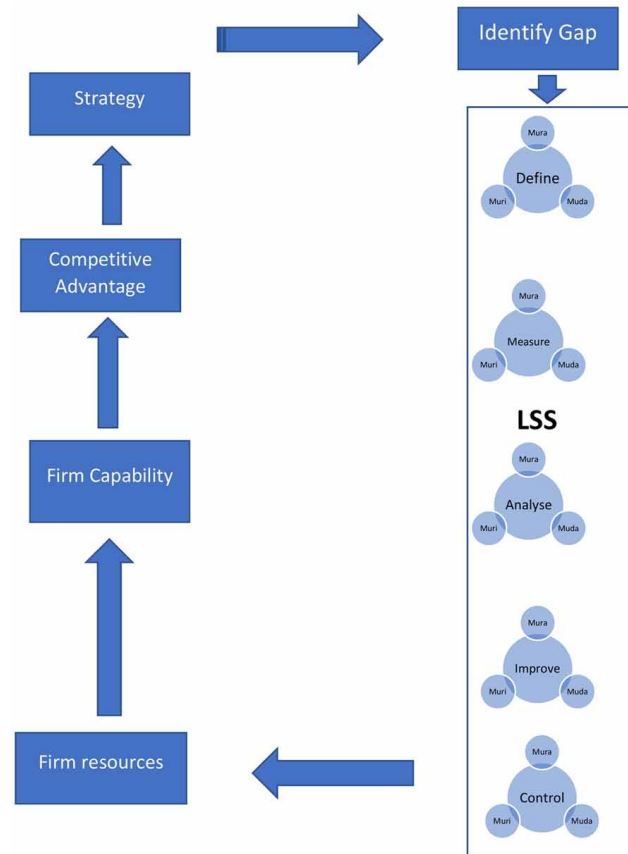 Identify Gap
Strategy
Mura
Define
Muri
Muda
Competitive
Advantage
Mura
Measure
Muri
Muda
LSS
Firm Capability
Mura
Analyse
Muri
Muda
Mura
Improve
Muri
Muda
Firm resources
Mura
Control
Muri
Muda